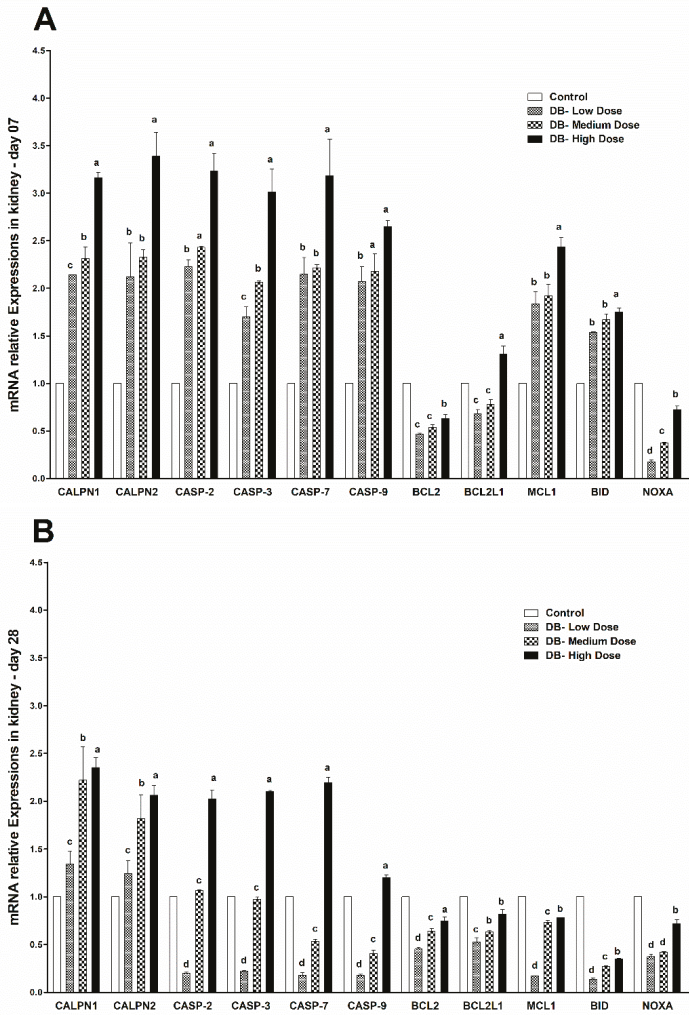 A
mRNA relative Expressions in kidney - day 07
4.5
4.0
3.5
3.0
2.5
2.0
1.5
1.0
0.5
0.0
Control
DB- Low Dose
DB- Medium Dose
DB- High Dose
c b a
b b a
b a a
c b a
b b a
b a a
c c b
c c a
b b a
b b a
d c b
CALPN1 CALPN2 CASP-2 CASP-3 CASP-7 CASP-9 BCL2 BCL2L1 MCL1 BID NOXA
B
mRNA relative Expressions in kidney - day 28
4.5
4.0
3.5
3.0
2.5
2.0
1.5
1.0
0.5
0.0
Control
DB- Low Dose
DB- Medium Dose
DB- High Dose
c b a
c b a
d c a
d c a
d c a
d c a
d c a
c b b
d c b
d c b
d d a
CALPN1 CALPN2 CASP-2 CASP-3 CASP-7 CASP-9 BCL2 BCL2L1 MCL1 BID NOXA